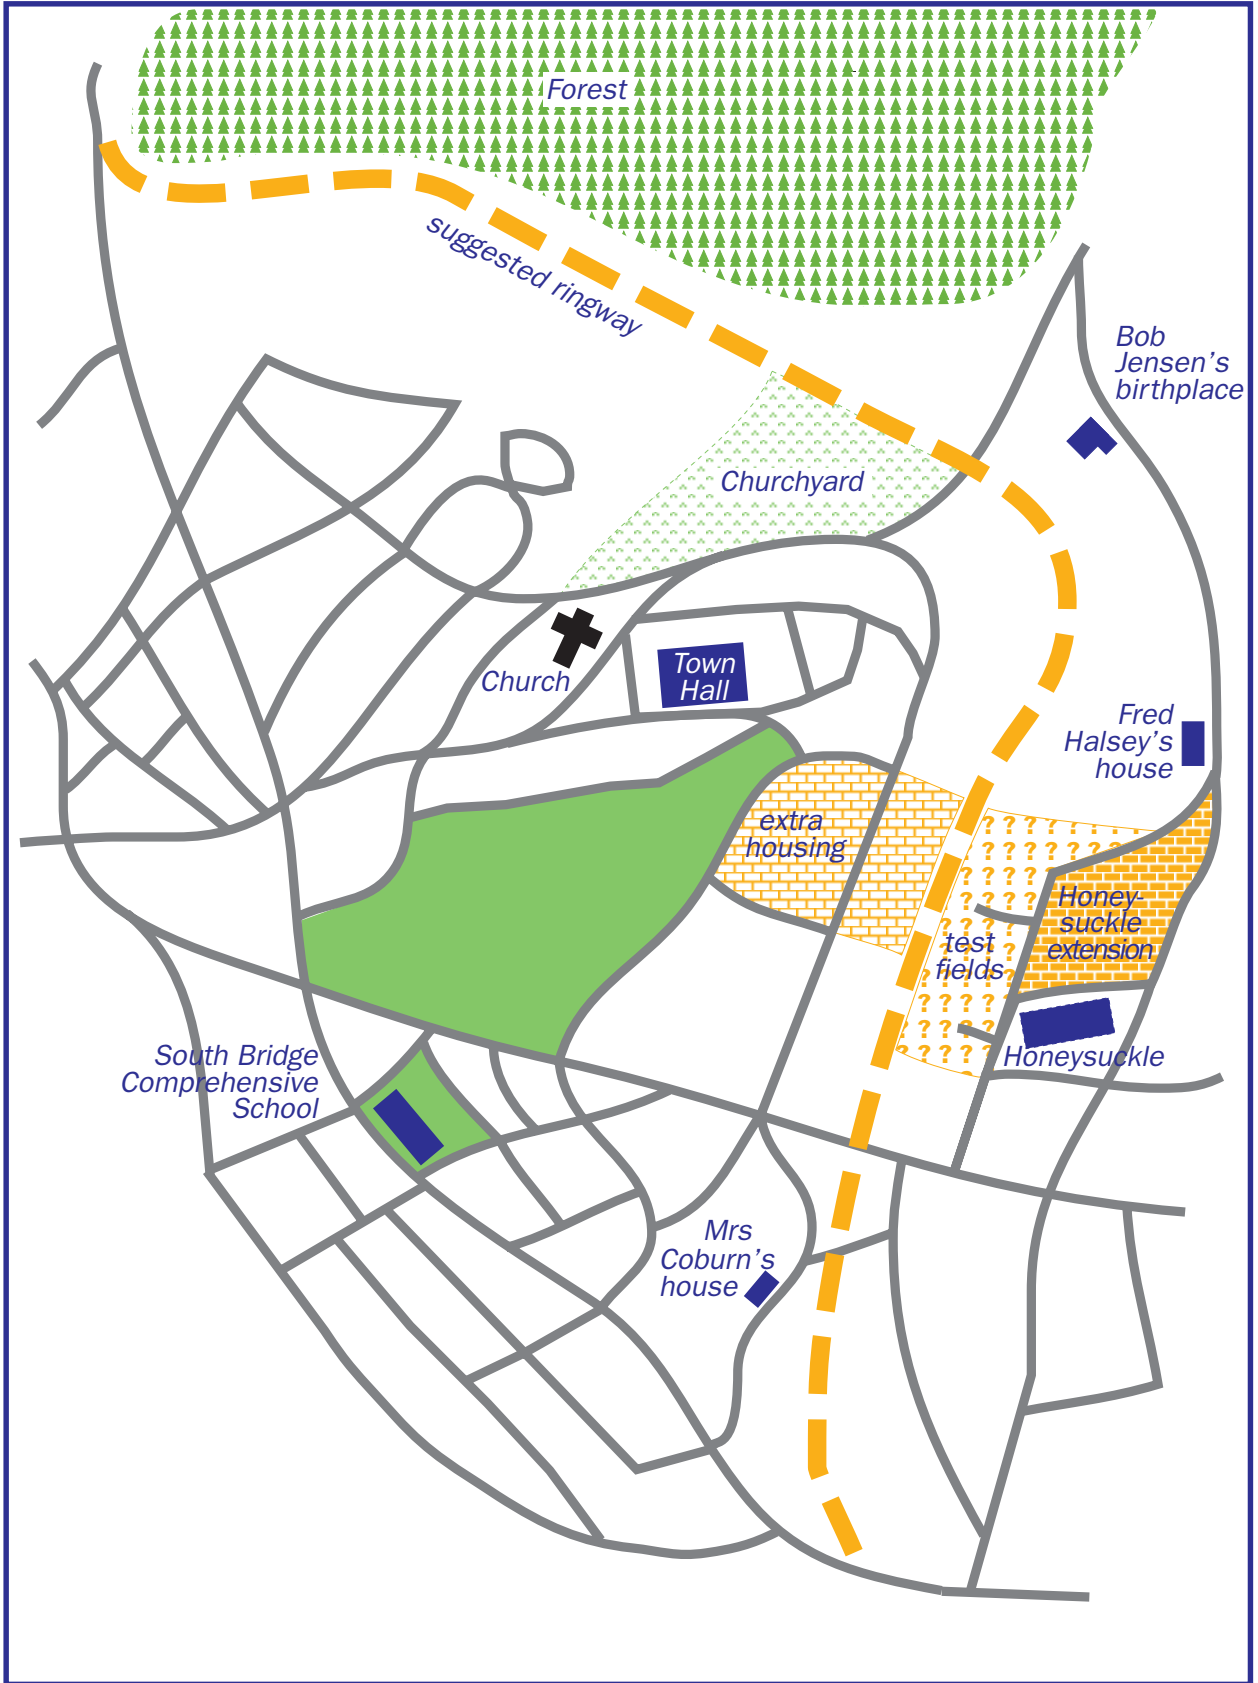 Forest
suggested ringway
Bob
Jensen's
birthplace
Churchyard
Church
Town
Hall
Fred
Halsey's
house
extra
housing
Honey-
suckle
extension
test
fields
Honeysuckle
South Bridge
Comprehensive
School
Mrs
Coburn's
house